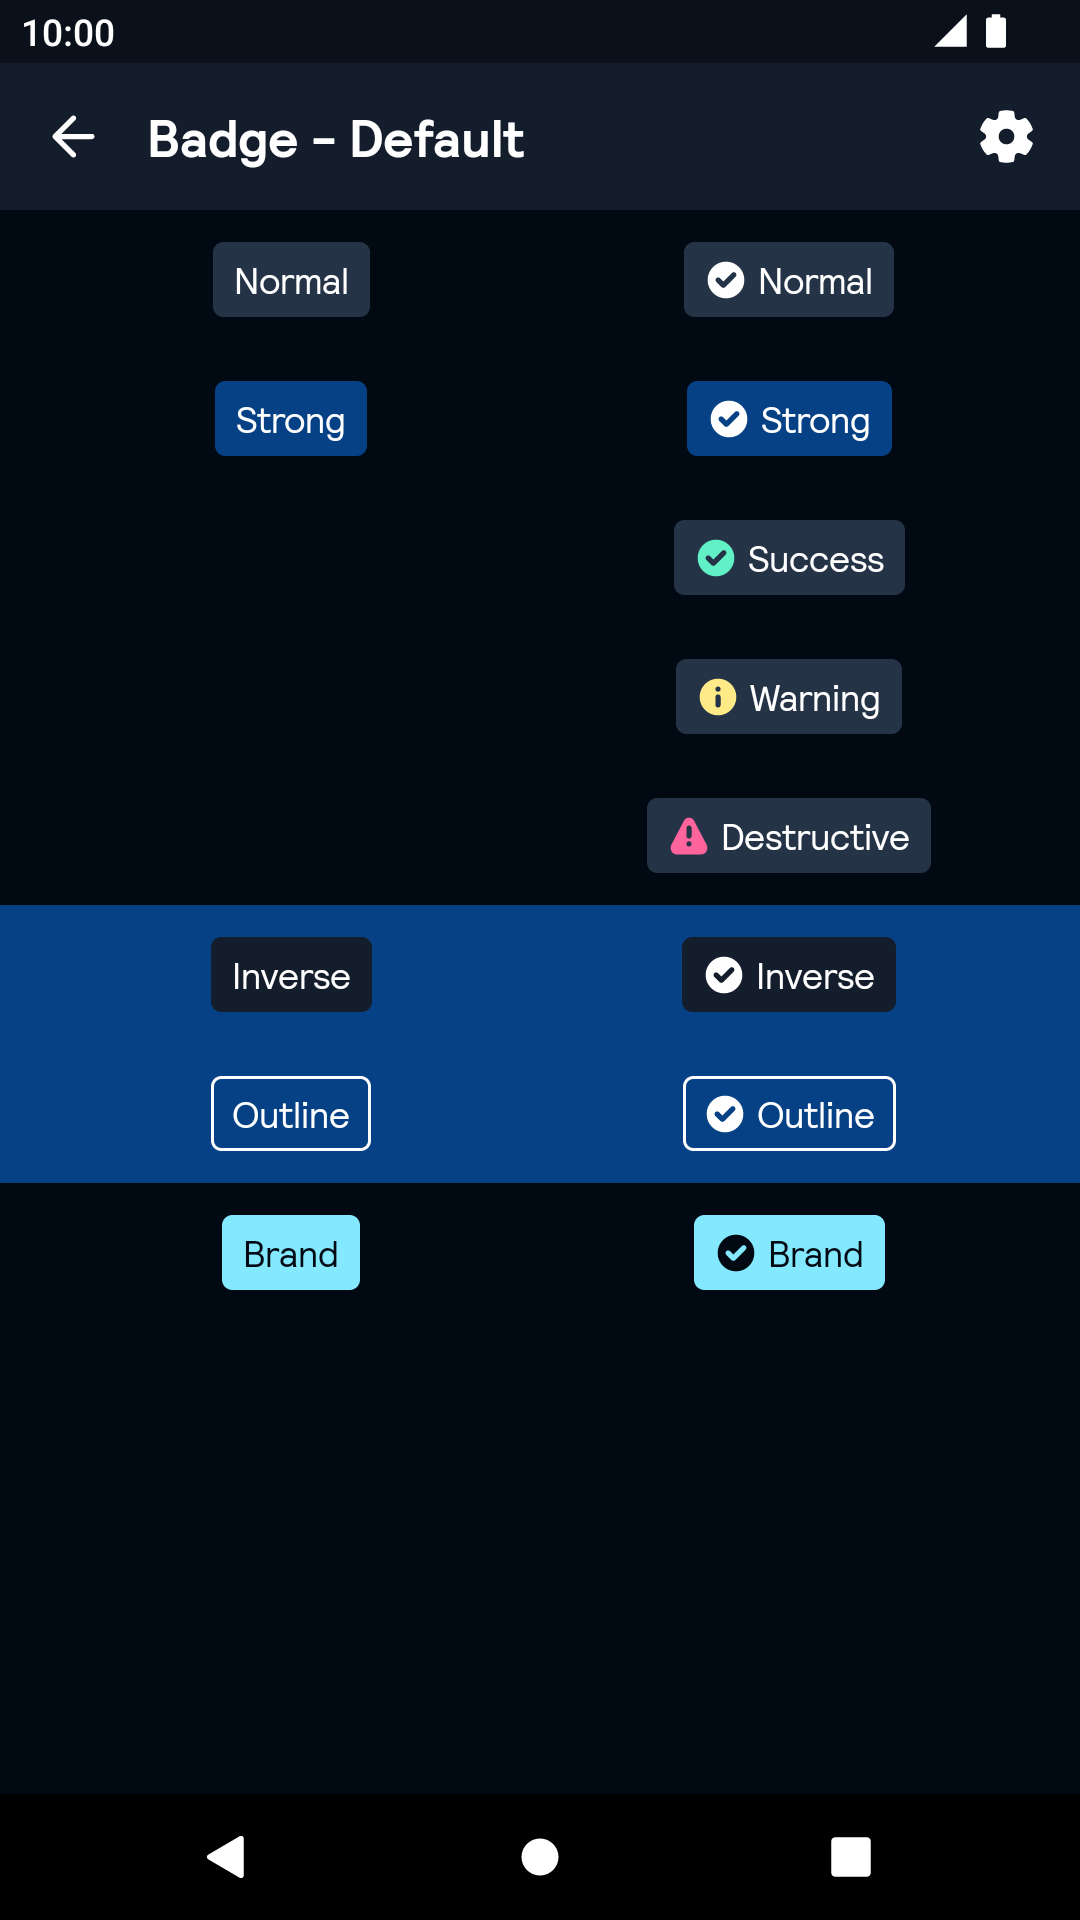 10:00
Badge – Default
Normal Normal
Strong Strong
Success
Warning
Destructive
Inverse Inverse
Outline Outline
Brand Brand